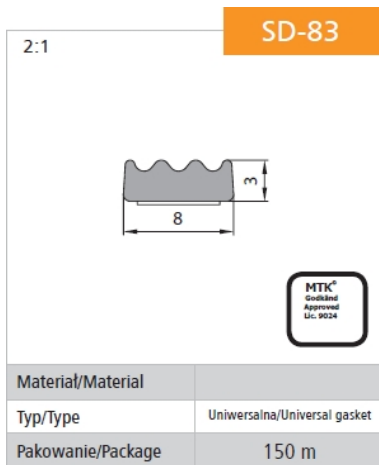 SD-83
2:1
3
8
MTK®
Godkänd
Approved
Lic. 9024
Materiał/Material
Typ/Type Uniwersalna/Universal gasket
Pakowanie/Package 150 m